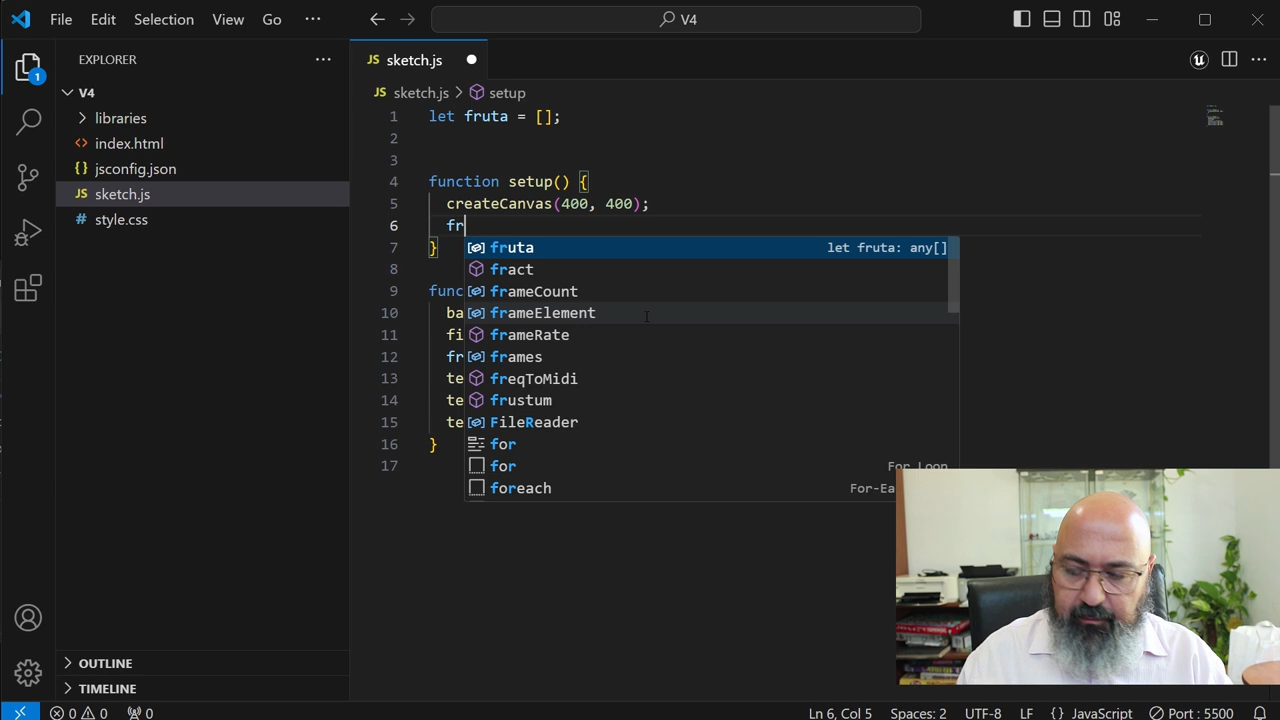 File Edit Selection View Go ··· V4
EXPLORER ···
JS sketch.js
V4
libraries
<> index.html
{} jsconfig.json
JS sketch.js
# style.css
JS sketch.js > setup
1 let fruta = [];
2
3
4 function setup() {
5 createCanvas(400, 400);
6 fr
7 }
8
9 func
10 ba
11 fi
12 fr
13 te
14 te
15 te
16 }
17
fruta let fruta: any[]
fract
frameCount
frameElement
frameRate
frames
freqToMidi
frustum
FileReader
for
for For Loop
foreach For-Ea
1
OUTLINE
TIMELINE
0 0 0 Ln 6, Col 5 Spaces: 2 UTF-8 LF {} JavaScript Port : 5500